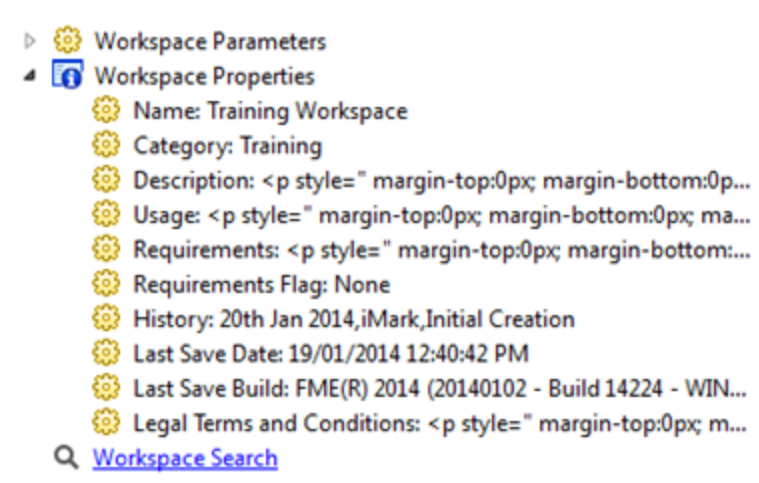 Workspace Parameters
Workspace Properties
Name: Training Workspace
Category: Training
Description: <p style=" margin-top:0px; margin-bottom:0p...
Usage: <p style=" margin-top:0px; margin-bottom:0px; ma...
Requirements: <p style=" margin-top:0px; margin-bottom:...
Requirements Flag: None
History: 20th Jan 2014,iMark,Initial Creation
Last Save Date: 19/01/2014 12:40:42 PM
Last Save Build: FME(R) 2014 (20140102 - Build 14224 - WIN...
Legal Terms and Conditions: <p style=" margin-top:0px; m...
Workspace Search